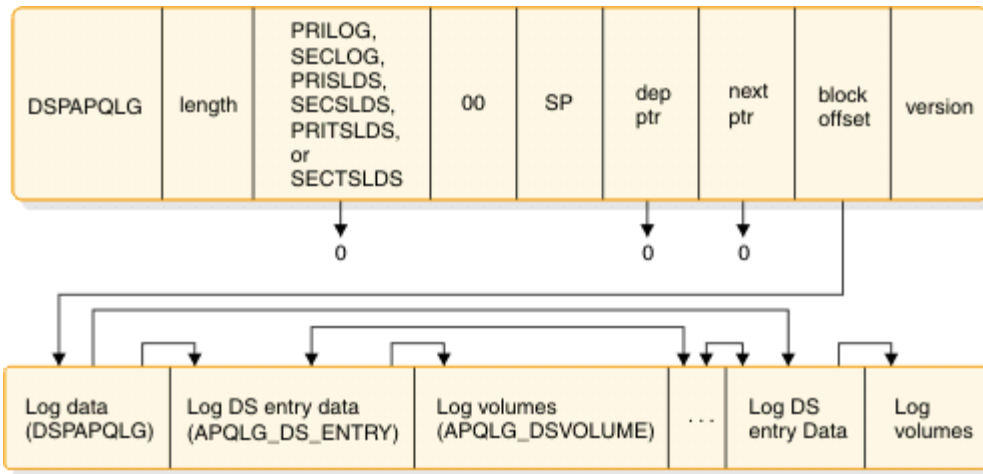 DSPAPQLG
length
PRILOG,
SECLOG,
PRISLDS,
SECSLDS,
PRITSLDS,
or
SECTSLDS
00
SP
dep
ptr
next
ptr
block
offset
version
0
0
0
Log data
(DSPAPQLG)
Log DS entry data
(APQLG_DS_ENTRY)
Log volumes
(APQLG_DSVOLUME)
...
Log DS
entry Data
Log
volumes